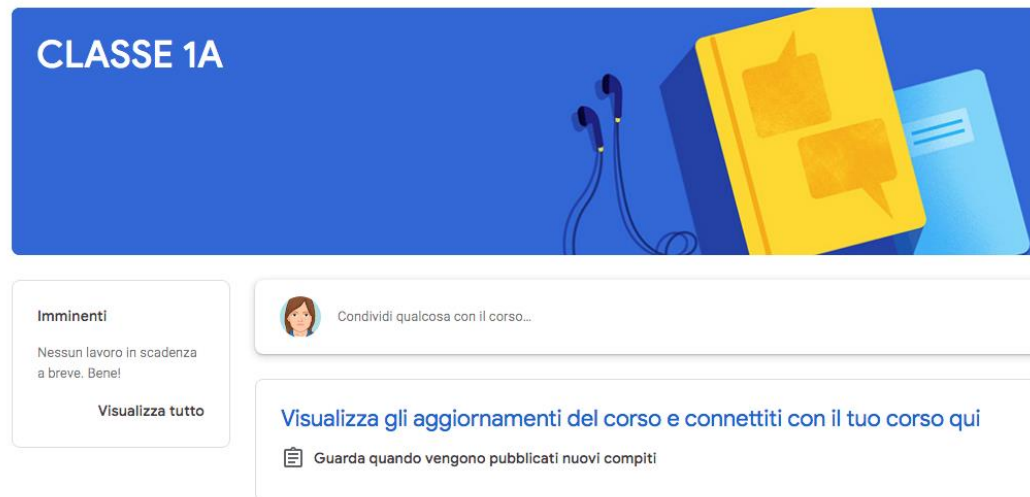 CLASSE 1A
Imminenti
Nessun lavoro in scadenza
a breve. Bene!
Visualizza tutto
Condividi qualcosa con il corso...
Visualizza gli aggiornamenti del corso e connettiti con il tuo corso qui
Guarda quando vengono pubblicati nuovi compiti